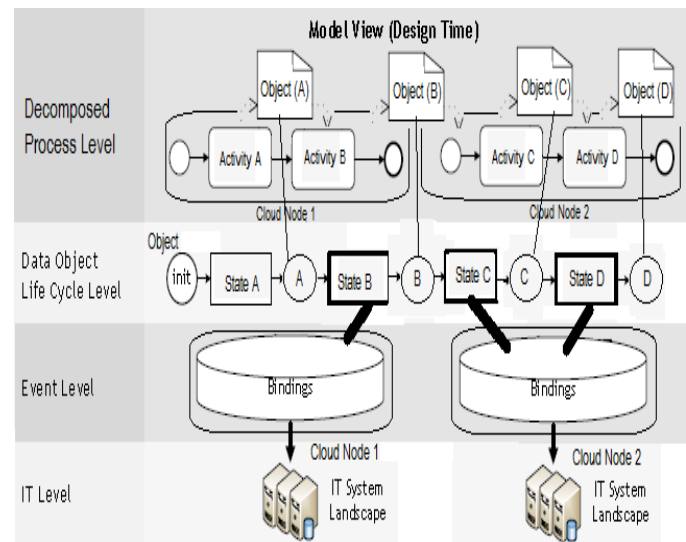 Model View (Design Time)
Decomposed
Process Level
Object (A)
Object (B)
Object (C)
Object (D)
Activity A
Activity B
Activity C
Activity D
Cloud Node 1
Cloud Node 2
Data Object
Life Cycle Level
Object
init
State A
A
State B
B
State C
C
State D
D
Event Level
Bindings
Bindings
Cloud Node 1
Cloud Node 2
IT Level
IT System
Landscape
IT System
Landscape